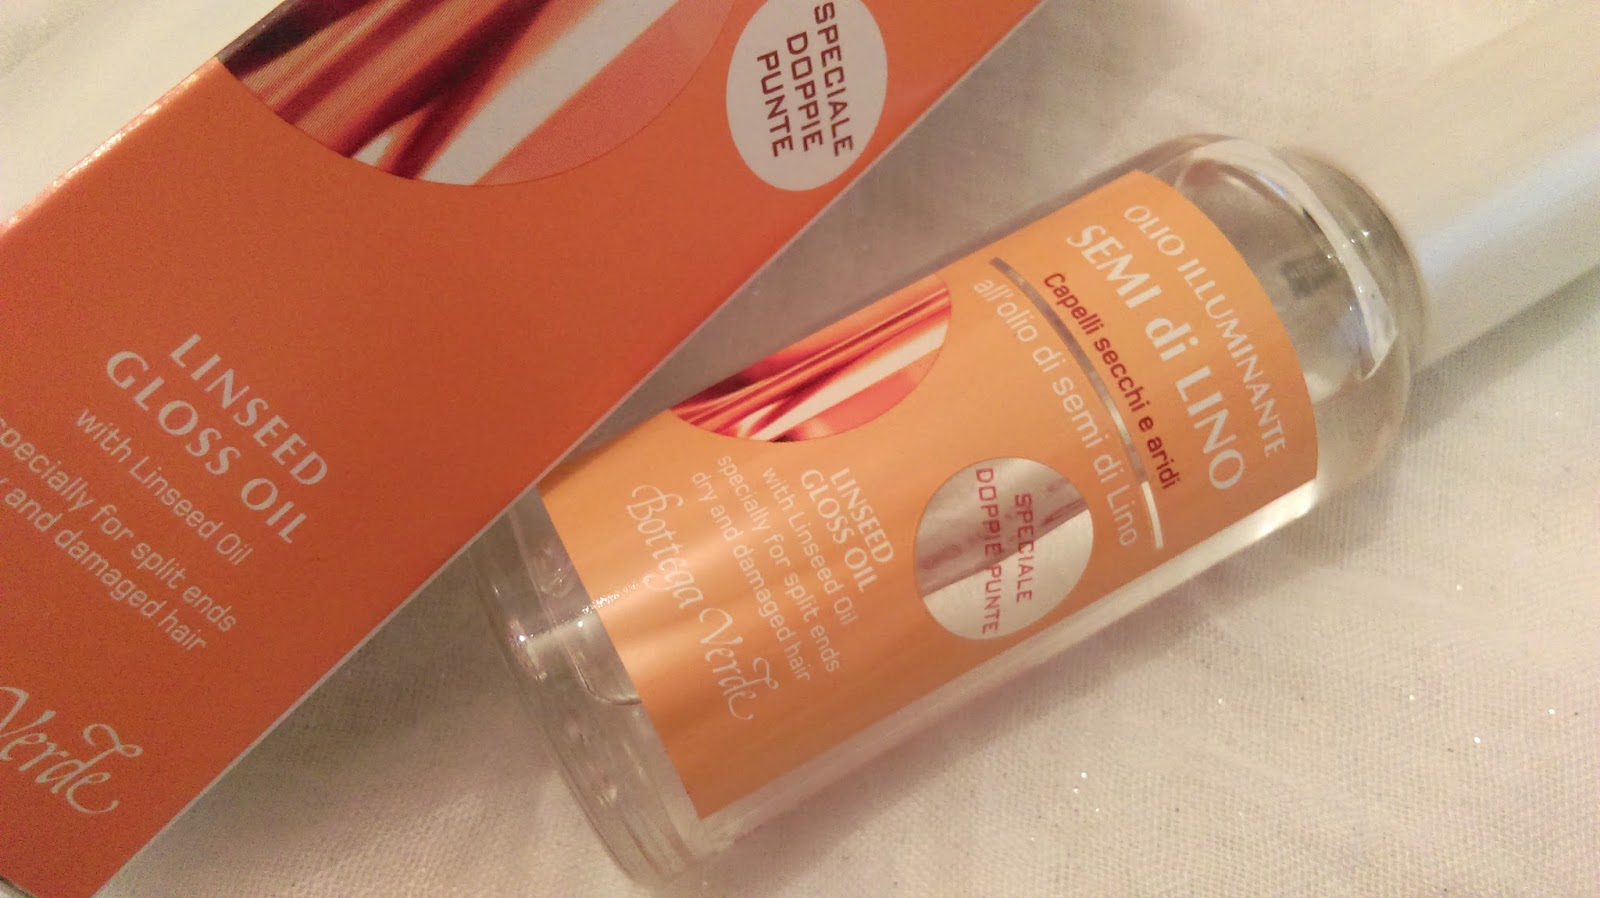 SPECIALE
DOPPIE
PUNTE
LINSEED
GLOSS OIL
with Linseed Oil
specially for split ends
and damaged hair
Verde
OLIO ILLUMINANTE
SEMI di LINO
Capelli secchi e aridi
all'olio di semi di Lino
SPECIALE
DOPPIE PUNTE
LINSEED
GLOSS OIL
with Linseed Oil
specially for split ends
dry and damaged hair
Bottega Verde